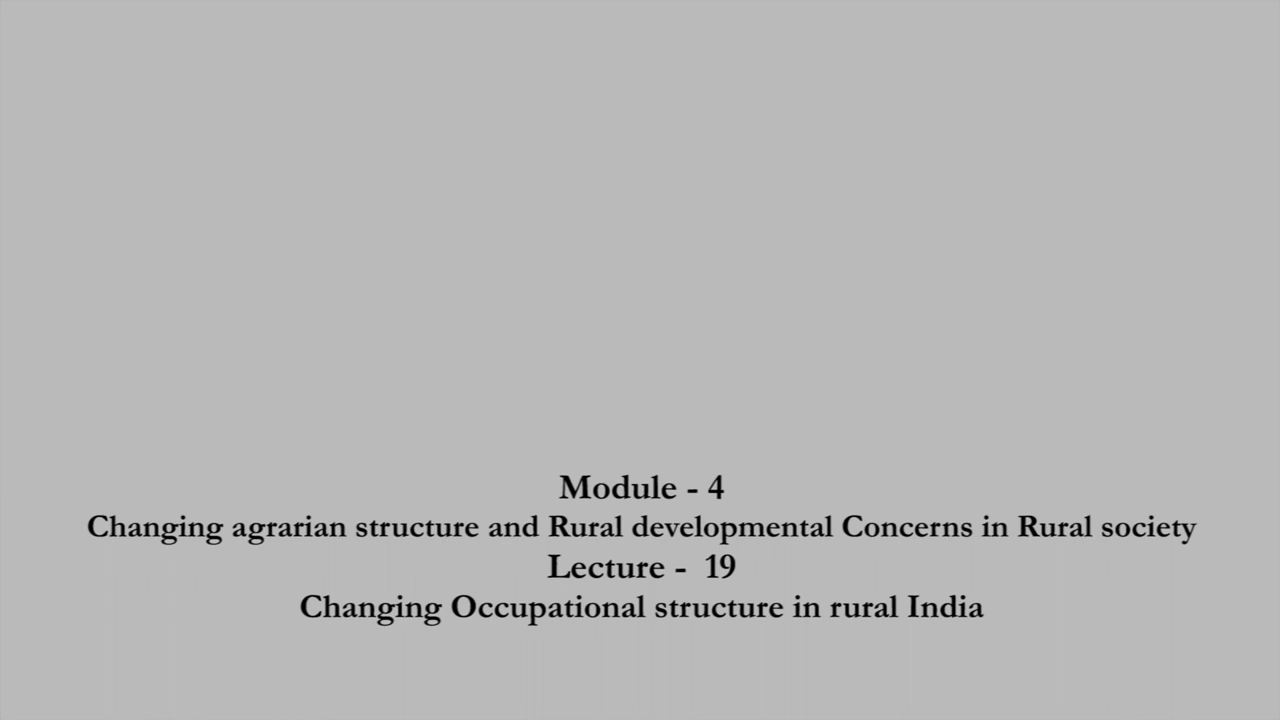 Module - 4
Changing agrarian structure and Rural developmental Concerns in Rural society
Lecture - 19
Changing Occupational structure in rural India